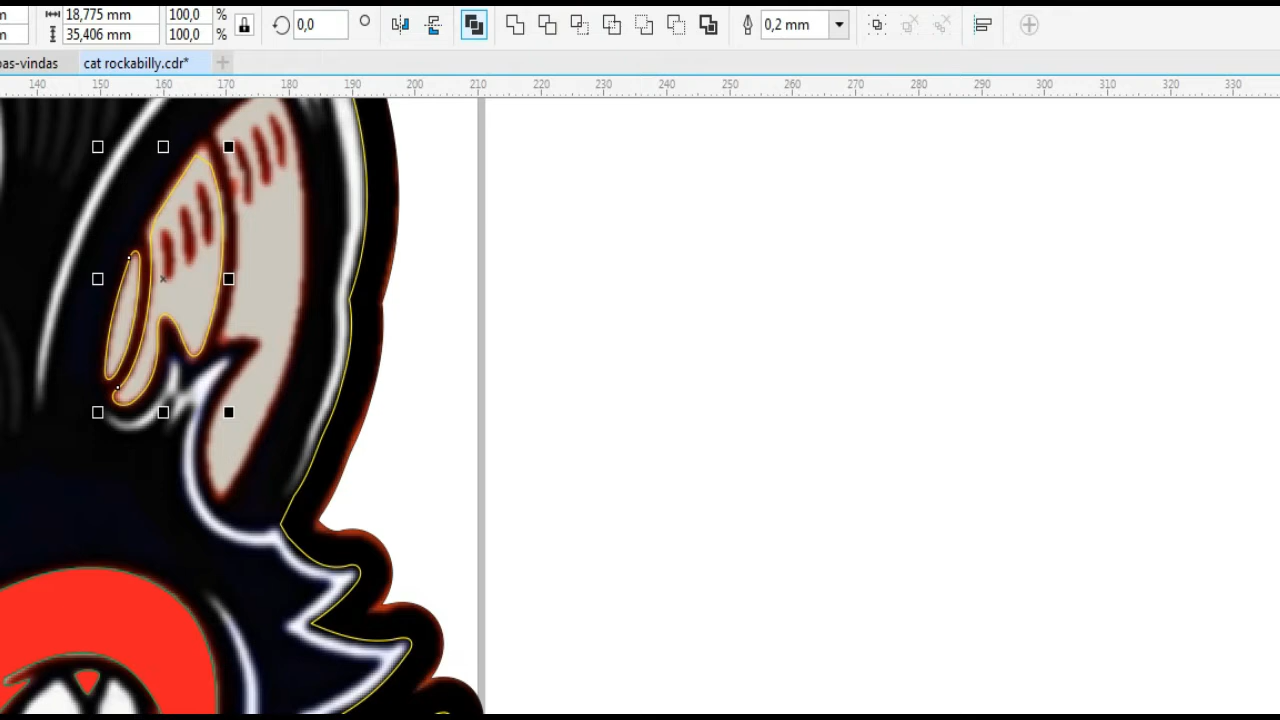 m 18,775 mm 100,0 % 0,0 0,2 mm
m 35,406 mm 100,0 %
oas-vindas cat rockabilly.cdr*
140 150 160 170 180 190 200 210 220 230 240 250 260 270 280 290 300 310 320 330